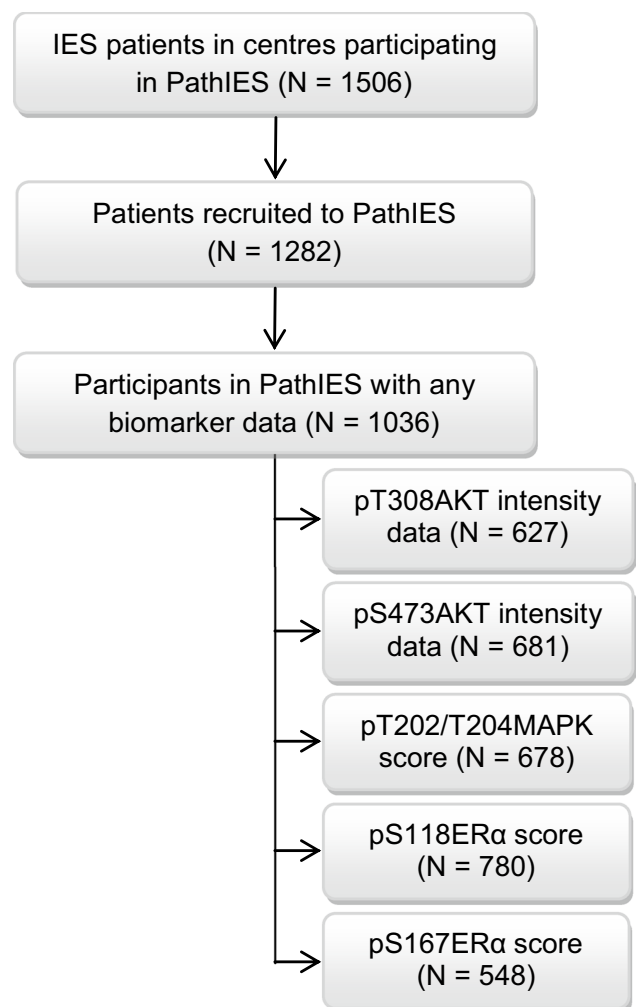 IES patients in centres participating
in PathIES (N = 1506)
Patients recruited to PathIES
(N = 1282)
Participants in PathIES with any
biomarker data (N = 1036)
pT308AKT intensity
data (N = 627)
pS473AKT intensity
data (N = 681)
pT202/T204MAPK
score (N = 678)
pS118ERα score
(N = 780)
pS167ERα score
(N = 548)